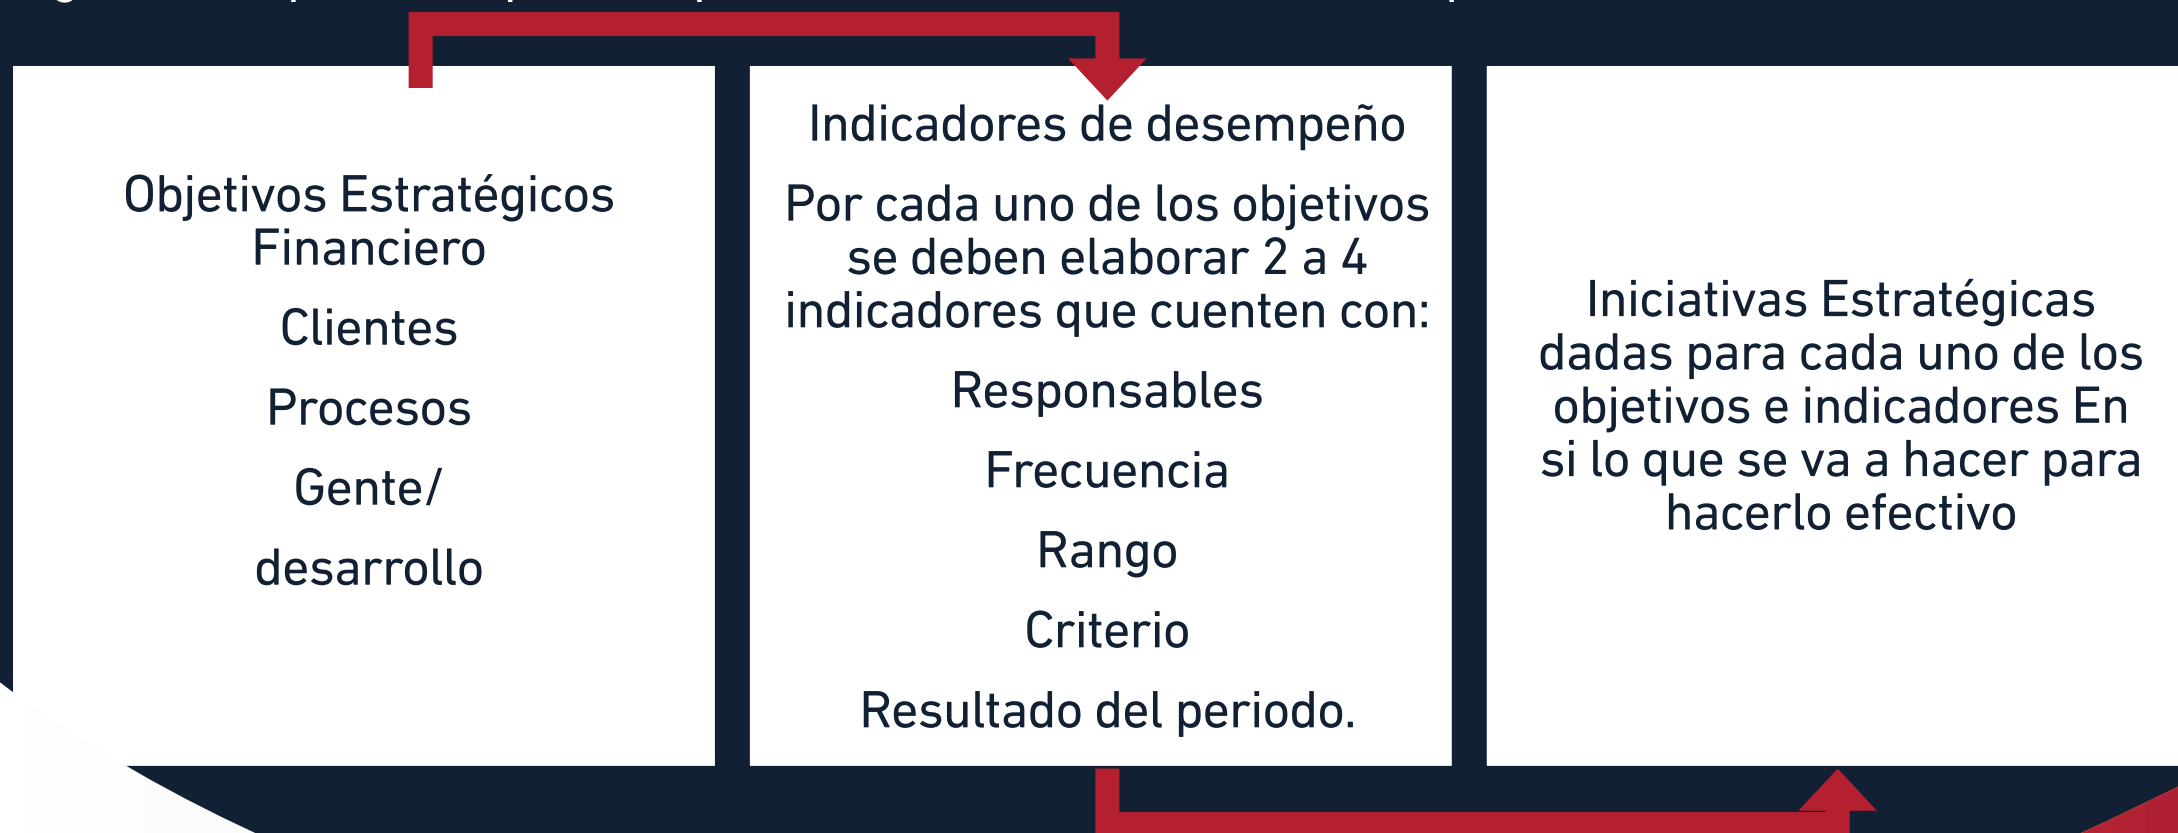 Objetivos Estratégicos
Financiero
Clientes
Procesos
Gente/
desarrollo
Indicadores de desempeño
Por cada uno de los objetivos
se deben elaborar 2 a 4
indicadores que cuenten con:
Responsables
Frecuencia
Rango
Criterio
Resultado del periodo.
Iniciativas Estratégicas
dadas para cada uno de los
objetivos e indicadores En
si lo que se va a hacer para
hacerlo efectivo